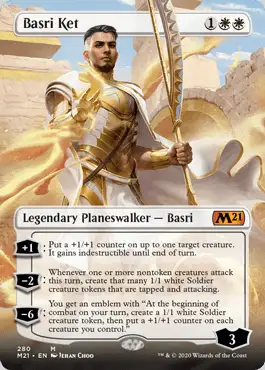 Basri Ket 1
Legendary Planeswalker — Basri M21
+1: Put a +1/+1 counter on up to one target creature.
It gains indestructible until end of turn.
Whenever one or more nontoken creatures attack
-2: this turn, create that many 1/1 white Soldier
creature tokens that are tapped and attacking.
You get an emblem with "At the beginning of
combat on your turn, create a 1/1 white Soldier
-6: creature token, then put a +1/+1 counter on each
creature you control."
3
280 M
M21 • EN JEHAN CHOO ™ & © 2020 Wizards of the Coast